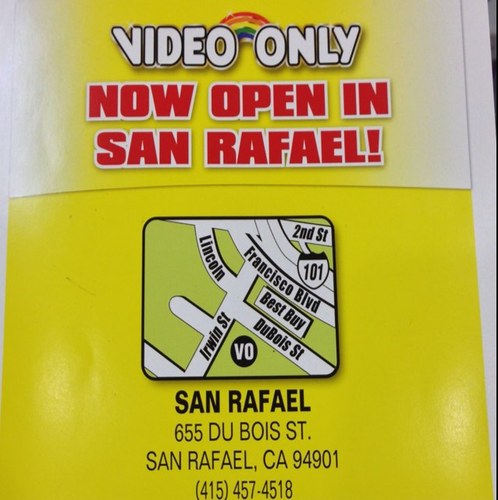 VIDEO ONLY
NOW OPEN IN
SAN RAFAEL!
2nd St
101
Lincoln
Francisco Blvd
Best Buy
DuBois St
Irwin St
VO
SAN RAFAEL
655 DU BOIS ST.
SAN RAFAEL, CA 94901
(415) 457-4518